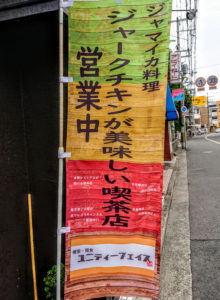 ジャマイカ料理
ジャークチキンが美味しい喫茶店
営業中
ユニティーフェイス